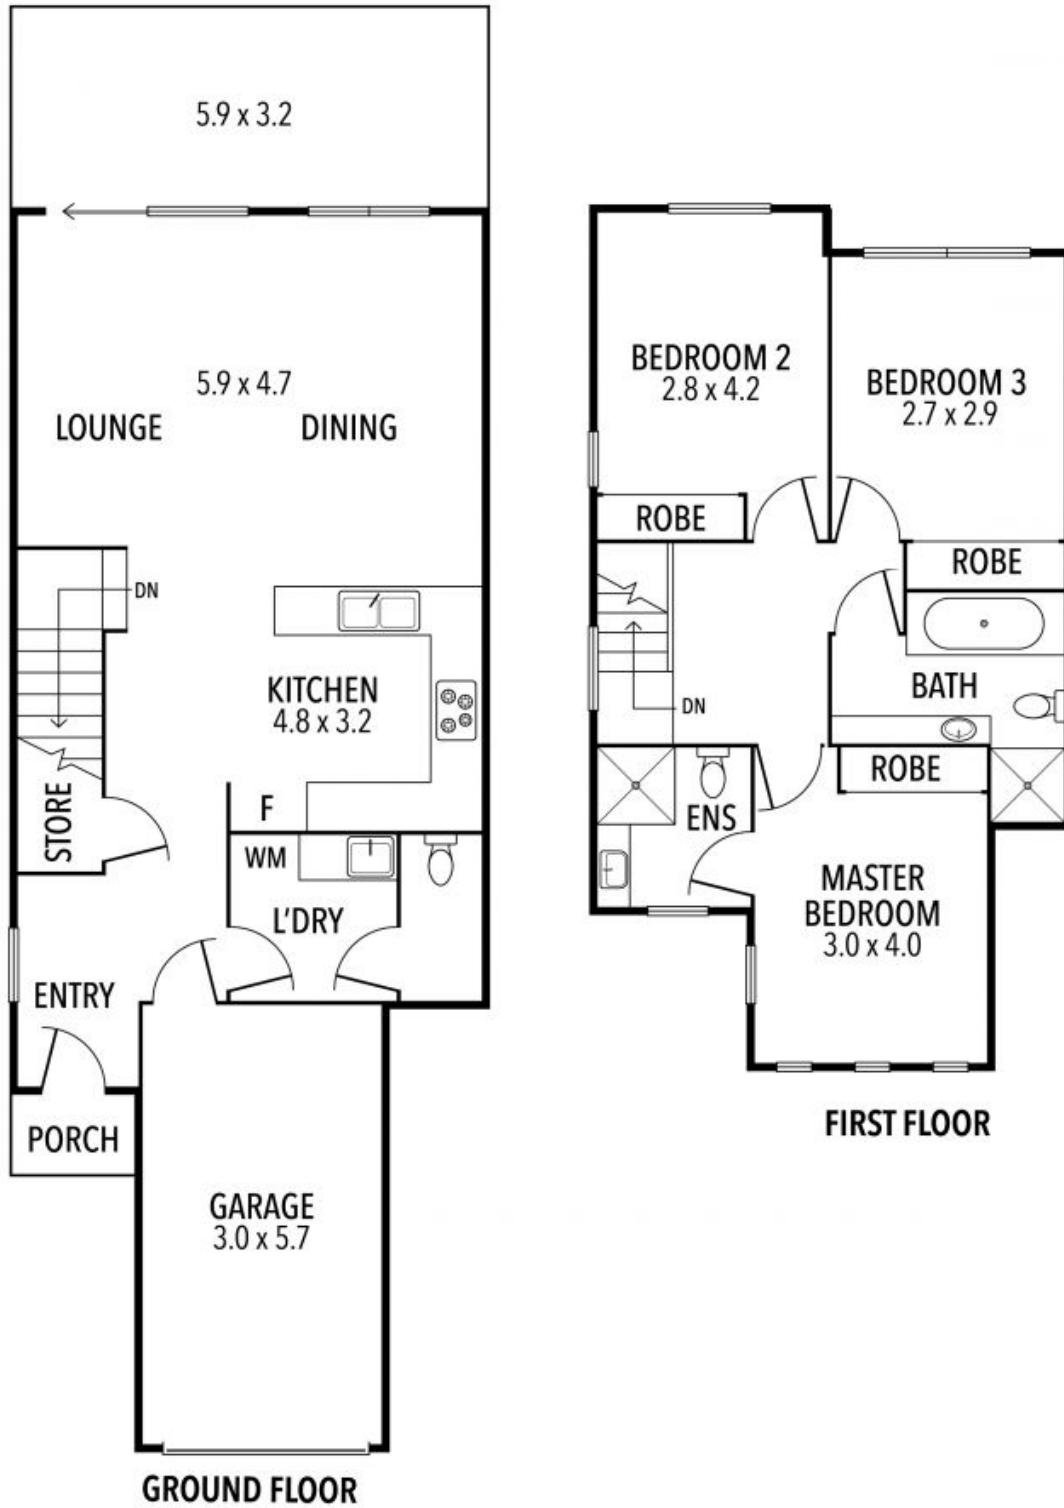 5.9 x 3.2
5.9 x 4.7
LOUNGE
DINING
DN
KITCHEN
4.8 x 3.2
STORE
F
WM
L'DRY
ENTRY
PORCH
GARAGE
3.0 x 5.7
GROUND FLOOR
BEDROOM 2
2.8 x 4.2
BEDROOM 3
2.7 x 2.9
ROBE
ROBE
BATH
DN
ROBE
ENS
MASTER
BEDROOM
3.0 x 4.0
FIRST FLOOR